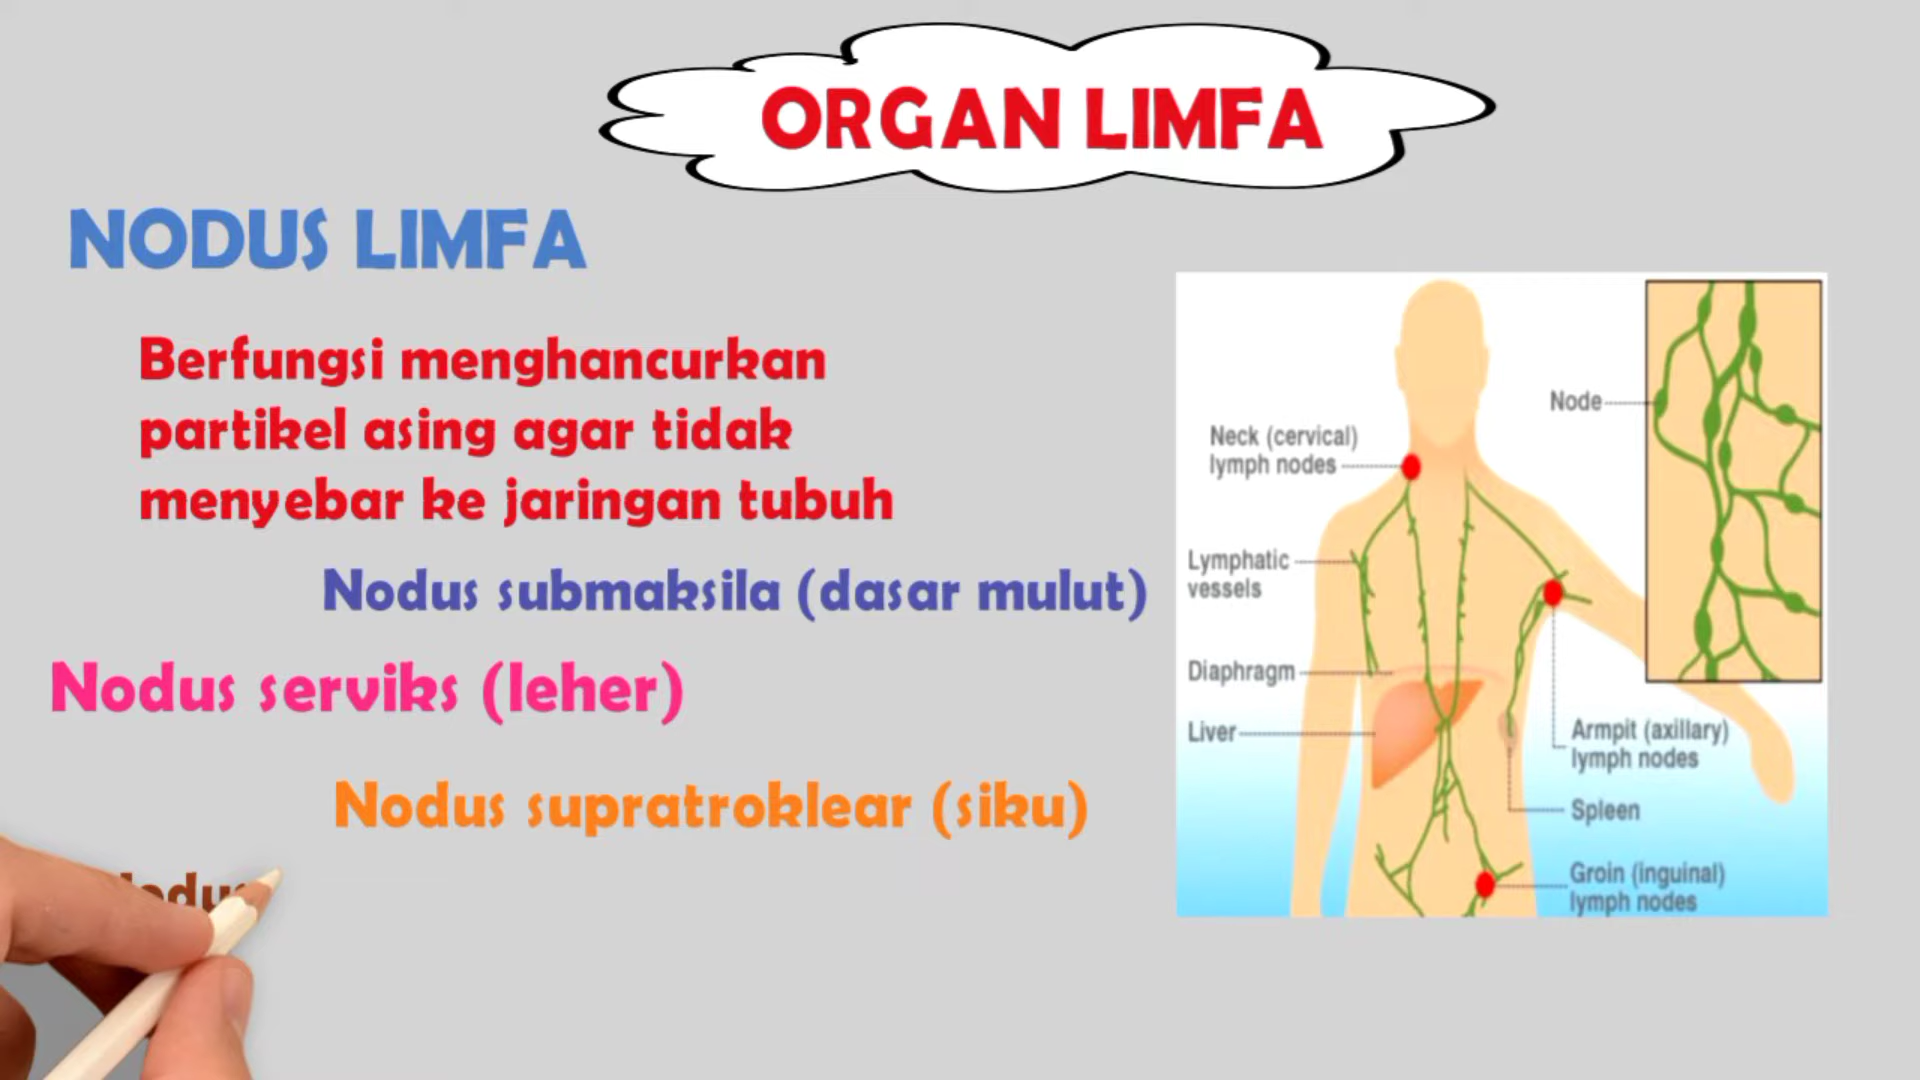 ORGAN LIMFA
NODUS LIMFA
Berfungsi menghancurkan
partikel asing agar tidak
menyebar ke jaringan tubuh
Nodus submaksila (dasar mulut)
Nodus serviks (leher)
Nodus supratroklear (siku)
Node
Neck (cervical)
lymph nodes
Lymphatic
vessels
Diaphragm
Liver
Armpit (axillary)
lymph nodes
Spleen
Groin (inguinal)
lymph nodes